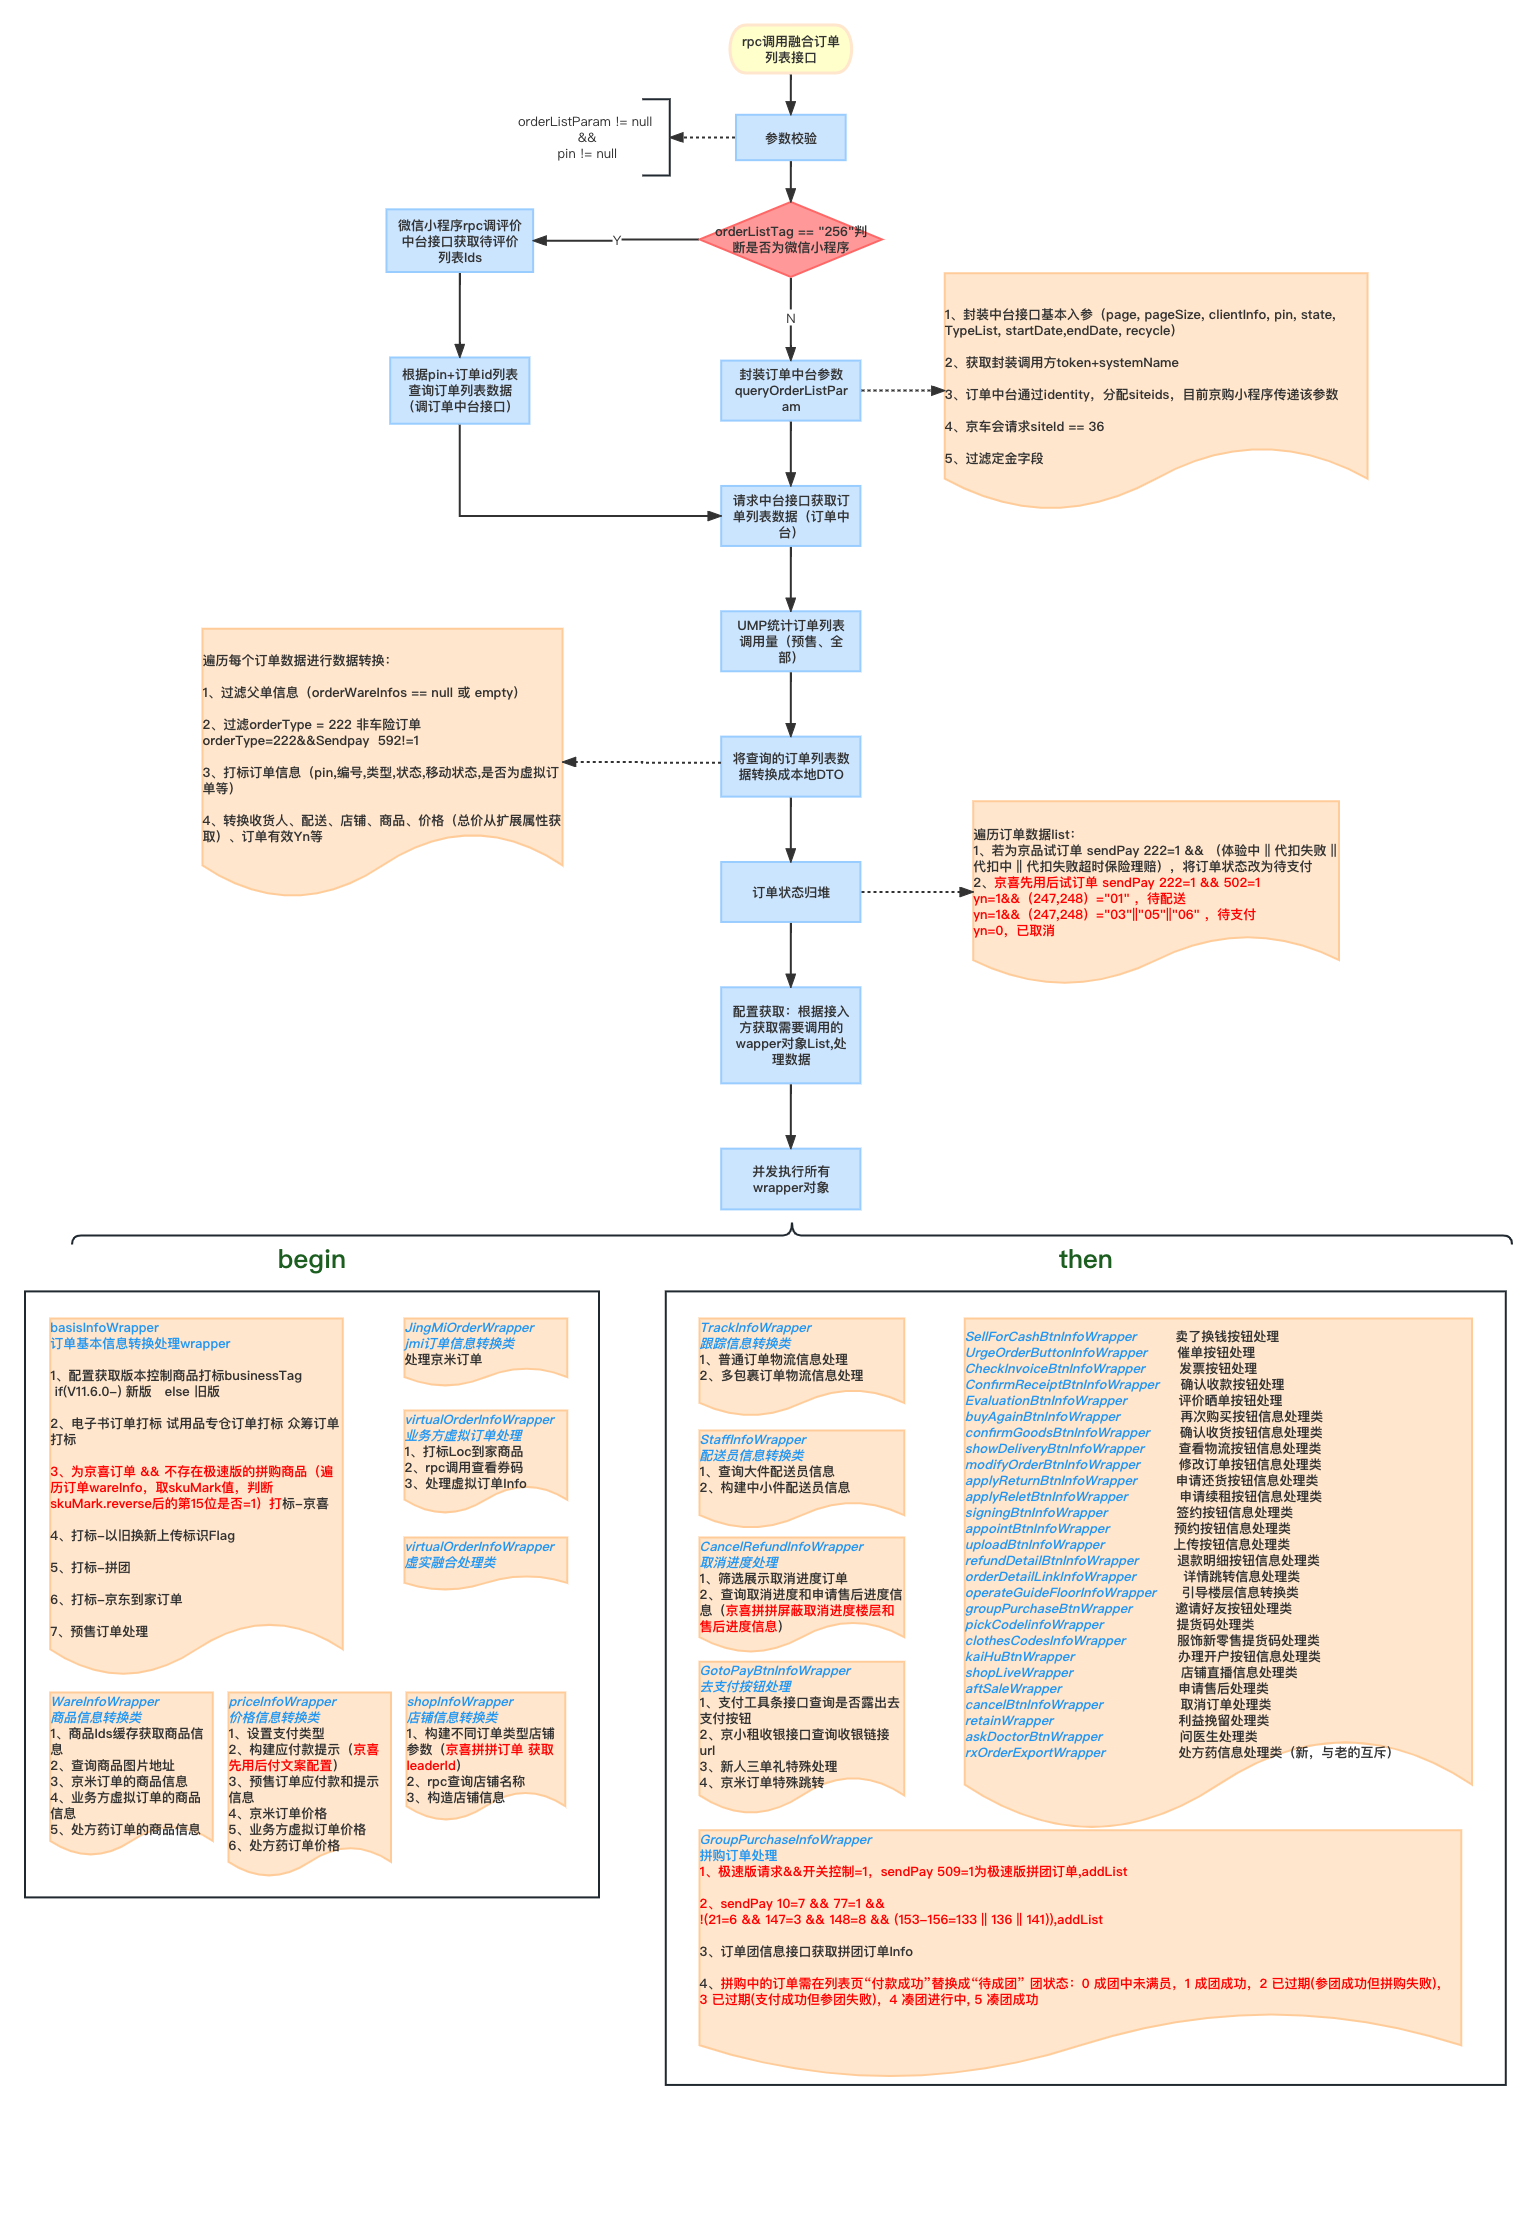 rpc调用融合订单
列表接口
orderListParam != null
&&
pin != null
参数校验
orderListTag == "256"判
断是否为微信小程序
Y
微信小程序rpc调评价
中台接口获取待评价
列表Ids
N
根据pin+订单id列表
查询订单列表数据
（调订单中台接口）
封装订单中台参数
queryOrderListPar
am
1、封装中台接口基本入参（page, pageSize, clientInfo, pin, state,
TypeList, startDate,endDate, recycle）
2、获取封装调用方token+systemName
3、订单中台通过identity，分配siteids，目前京购小程序传递该参数
4、京车会请求siteId == 36
5、过滤定金字段
请求中台接口获取订
单列表数据（订单中
台）
UMP统计订单列表
调用量（预售、全
部）
遍历每个订单数据进行数据转换：
1、过滤父单信息（orderWareInfos == null 或 empty）
2、过滤orderType = 222 非车险订单
orderType=222&&Sendpay  592!=1
3、打标订单信息（pin,编号,类型,状态,移动状态,是否为虚拟订
单等）
4、转换收货人、配送、店铺、商品、价格（总价从扩展属性获
取）、订单有效Yn等
将查询的订单列表数
据转换成本地DTO
订单状态归堆
遍历订单数据list：
1、若为京品试订单 sendPay 222=1 && （体验中 || 代扣失败 ||
代扣中 || 代扣失败超时保险理赔），将订单状态改为待支付
2、京喜先用后试订单 sendPay 222=1 && 502=1
yn=1&&（247,248）="01" ，待配送
yn=1&&（247,248）="03"||"05"||"06" ，待支付
yn=0，已取消
配置获取：根据接入
方获取需要调用的
wapper对象List,处
理数据
并发执行所有
wrapper对象
begin
basisInfoWrapper
订单基本信息转换处理wrapper
1、配置获取版本控制商品打标businessTag
if(V11.6.0-) 新版   else 旧版
2、电子书订单打标 试用品专仓订单打标 众筹订单
打标
3、为京喜订单 && 不存在极速版的拼购商品（遍
历订单wareInfo，取skuMark值，判断
skuMark.reverse后的第15位是否=1）打标-京喜
4、打标-以旧换新上传标识Flag
5、打标-拼团
6、打标-京东到家订单
7、预售订单处理
JingMiOrderWrapper
jmi订单信息转换类
处理京米订单
virtualOrderInfoWrapper
业务方虚拟订单处理
1、打标Loc到家商品
2、rpc调用查看券码
3、处理虚拟订单Info
virtualOrderInfoWrapper
虚实融合处理类
WareInfoWrapper
商品信息转换类
1、商品Ids缓存获取商品信
息
2、查询商品图片地址
3、京米订单的商品信息
4、业务方虚拟订单的商品
信息
5、处方药订单的商品信息
priceInfoWrapper
价格信息转换类
1、设置支付类型
2、构建应付款提示（京喜
先用后付文案配置）
3、预售订单应付款和提示
信息
4、京米订单价格
5、业务方虚拟订单价格
6、处方药订单价格
shopInfoWrapper
店铺信息转换类
1、构建不同订单类型店铺
参数（京喜拼拼订单 获取
leaderId）
2、rpc查询店铺名称
3、构造店铺信息
then
TrackInfoWrapper
跟踪信息转换类
1、普通订单物流信息处理
2、多包裹订单物流信息处理
StaffInfoWrapper
配送员信息转换类
1、查询大件配送员信息
2、构建中小件配送员信息
CancelRefundInfoWrapper
取消进度处理
1、筛选展示取消进度订单
2、查询取消进度和申请售后进度信
息（京喜拼拼屏蔽取消进度楼层和
售后进度信息）
GotoPayBtnInfoWrapper
去支付按钮处理
1、支付工具条接口查询是否露出去
支付按钮
2、京小租收银接口查询收银链接
url
3、新人三单礼特殊处理
4、京米订单特殊跳转
SellForCashBtnInfoWrapper 卖了换钱按钮处理
UrgeOrderButtonInfoWrapper 催单按钮处理
CheckInvoiceBtnInfoWrapper 发票按钮处理
ConfirmReceiptBtnInfoWrapper 确认收款按钮处理
EvaluationBtnInfoWrapper 评价晒单按钮处理
buyAgainBtnInfoWrapper 再次购买按钮信息处理类
confirmGoodsBtnInfoWrapper 确认收货按钮信息处理类
showDeliveryBtnInfoWrapper 查看物流按钮信息处理类
modifyOrderBtnInfoWrapper 修改订单按钮信息处理类
applyReturnBtnInfoWrapper 申请还货按钮信息处理类
applyReletBtnInfoWrapper 申请续租按钮信息处理类
signingBtnInfoWrapper 签约按钮信息处理类
appointBtnInfoWrapper 预约按钮信息处理类
uploadBtnInfoWrapper 上传按钮信息处理类
refundDetailBtnInfoWrapper 退款明细按钮信息处理类
orderDetailLinkInfoWrapper 详情跳转信息处理类
operateGuideFloorInfoWrapper 引导楼层信息转换类
groupPurchaseBtnWrapper 邀请好友按钮处理类
pickCodeIinfoWrapper 提货码处理类
clothesCodesInfoWrapper 服饰新零售提货码处理类
kaiHuBtnWrapper 办理开户按钮信息处理类
shopLiveWrapper 店铺直播信息处理类
aftSaleWrapper 申请售后处理类
cancelBtnInfoWrapper 取消订单处理类
retainWrapper 利益挽留处理类
askDoctorBtnWrapper 问医生处理类
rxOrderExportWrapper 处方药信息处理类（新，与老的互斥）
GroupPurchaseInfoWrapper
拼购订单处理
1、极速版请求&&开关控制=1，sendPay 509=1为极速版拼团订单,addList
2、sendPay 10=7 && 77=1 &&
!(21=6 && 147=3 && 148=8 && (153-156=133 || 136 || 141)),addList
3、订单团信息接口获取拼团订单Info
4、拼购中的订单需在列表页“付款成功”替换成“待成团” 团状态：0 成团中未满员，1 成团成功，2 已过期(参团成功但拼购失败)，
3 已过期(支付成功但参团失败)，4 凑团进行中, 5 凑团成功